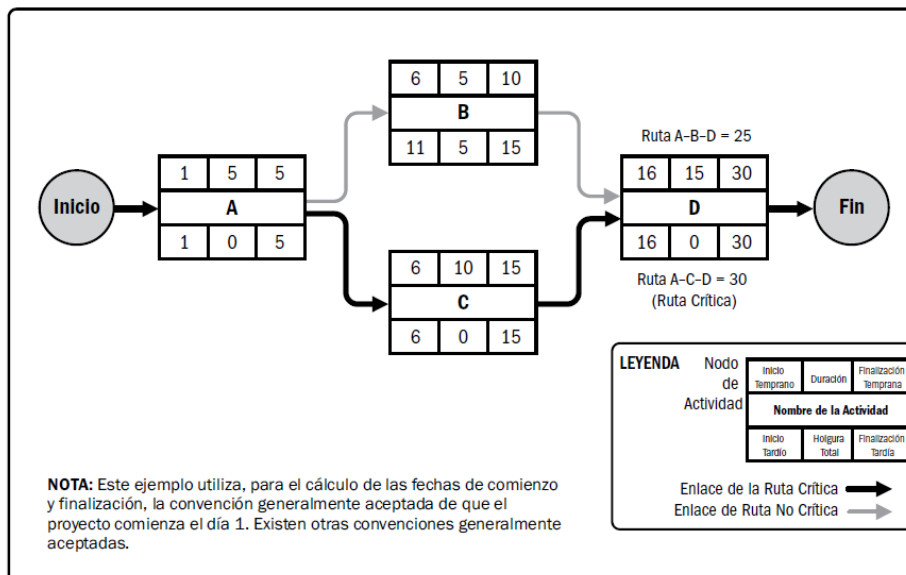 6 5 10
B
11 5 15
Ruta A–B–D = 25
1 5 5
A
1 0 5
16 15 30
D
16 0 30
Inicio
Fin
6 10 15
C
6 0 15
Ruta A–C–D = 30
(Ruta Crítica)
LEYENDA
Nodo
de
Actividad
Inicio
Temprano
Duración
Finalización
Temprana
Nombre de la Actividad
Inicio
Tardío
Holgura
Total
Finalización
Tardía
Enlace de la Ruta Crítica
Enlace de Ruta No Crítica
NOTA: Este ejemplo utiliza, para el cálculo de las fechas de comienzo
y finalización, la convención generalmente aceptada de que el
proyecto comienza el día 1. Existen otras convenciones generalmente
aceptadas.